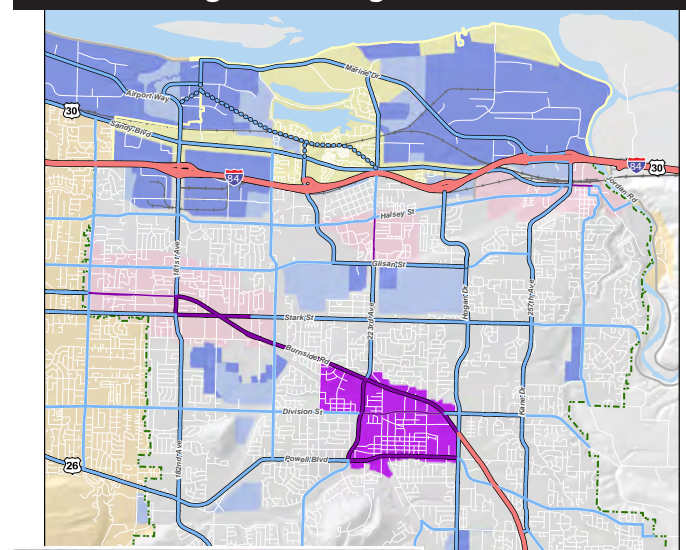 Marine Dr
Airport Way
30
Sandy Blvd
84
84
30
Jorden Rd
Halsey St
181st Ave
Glisan St
Hogan Dr
257th Ave
223rd Ave
Stark St
Burnside Rd
Kane Dr
Division St
182nd Ave
Powell Blvd
26